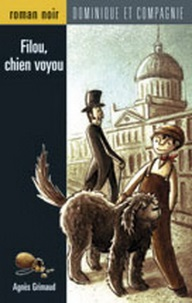 roman noir DOMINIQUE ET COMPAGNIE
Filou,
chien voyou
Agnès Grimaud